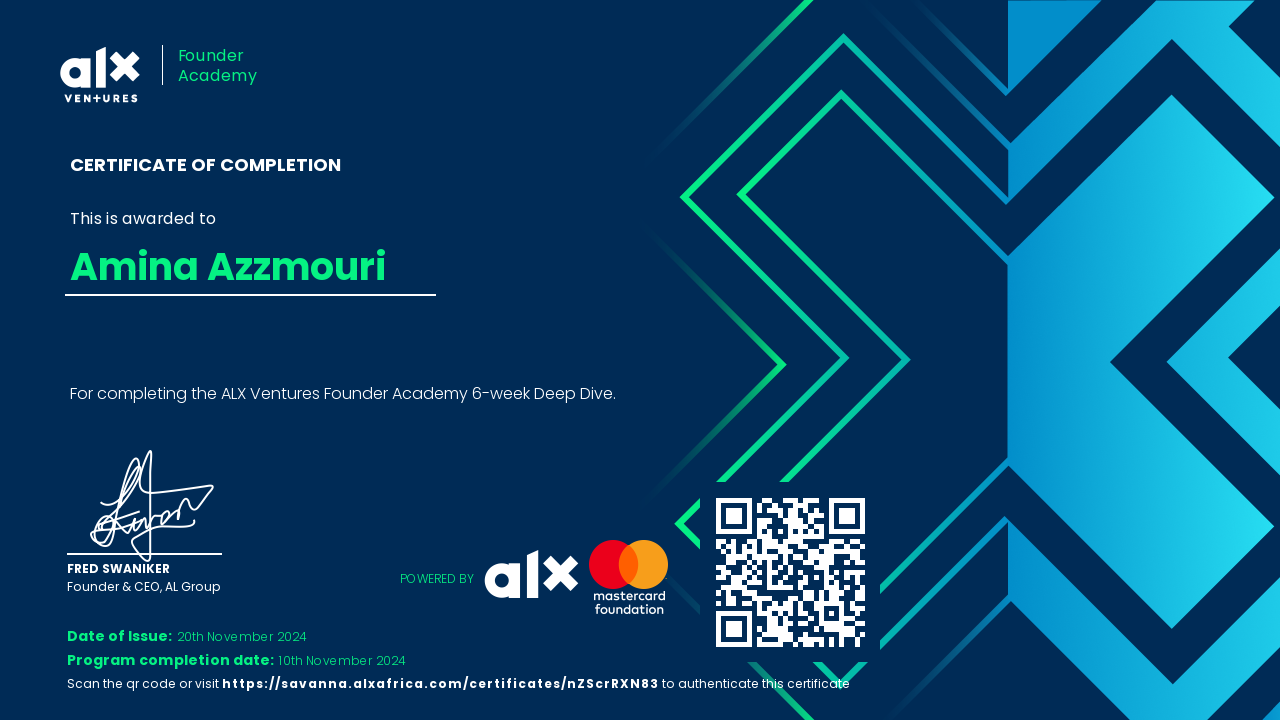 alx
VENTURES
Founder
Academy
CERTIFICATE OF COMPLETION
This is awarded to
Amina Azzmouri
For completing the ALX Ventures Founder Academy 6-week Deep Dive.
FRED SWANIKER
Founder & CEO, AL Group
POWERED BY
alx
mastercard
foundation
Date of Issue: 20th November 2024
Program completion date: 10th November 2024
Scan the qr code or visit https://savanna.alxafrica.com/certificates/nZScrRXN83 to authenticate this certificate